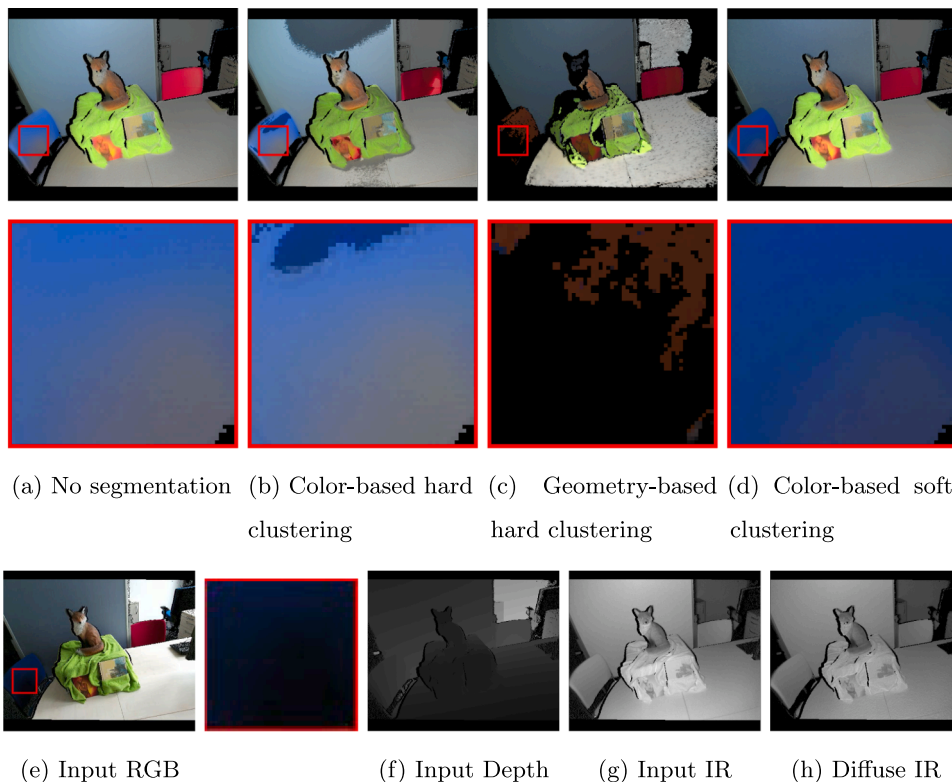 (a) No segmentation (b) Color-based hard clustering (c) Geometry-based hard clustering (d) Color-based soft clustering
(e) Input RGB (f) Input Depth (g) Input IR (h) Diffuse IR